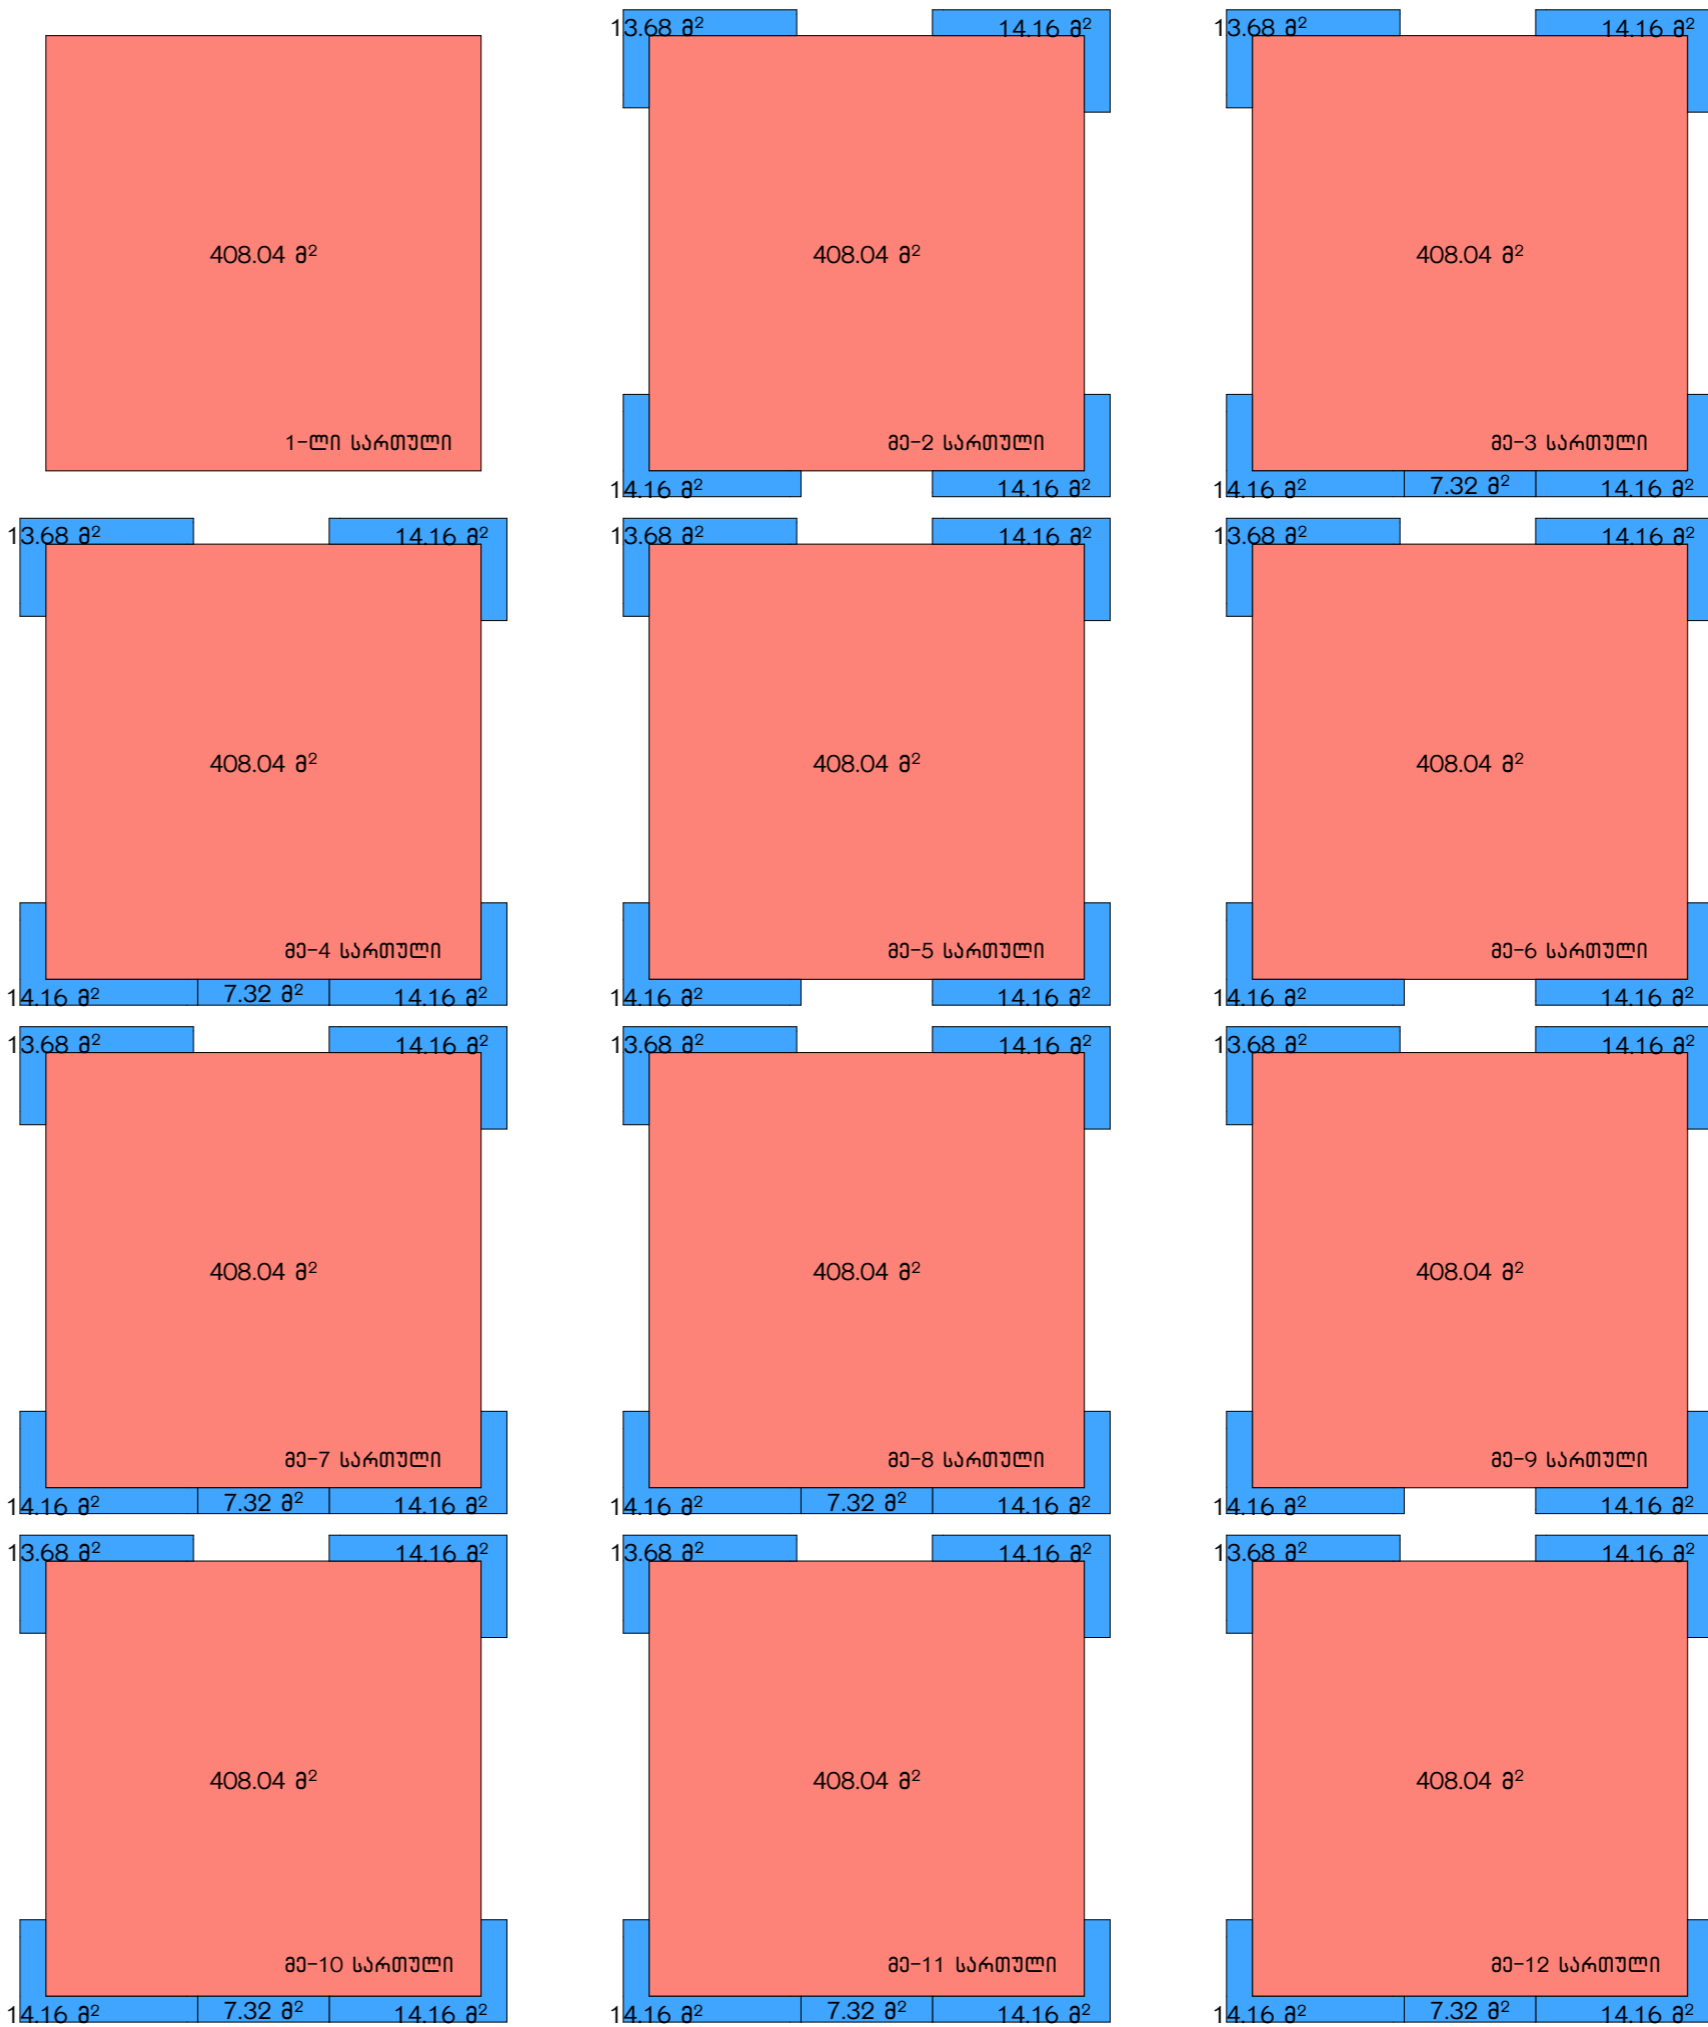 13.68 მ² 14.16 მ² 13.68 მ² 14.16 მ²
408.04 მ² 408.04 მ² 408.04 მ²
1-ლი სართული მე-2 სართული მე-3 სართული
14.16 მ² 14.16 მ² 14.16 მ² 7.32 მ² 14.16 მ²
13.68 მ² 14.16 მ² 13.68 მ² 14.16 მ² 13.68 მ² 14.16 მ²
408.04 მ² 408.04 მ² 408.04 მ²
მე-4 სართული მე-5 სართული მე-6 სართული
14.16 მ² 7.32 მ² 14.16 მ² 14.16 მ² 14.16 მ² 14.16 მ² 14.16 მ²
13.68 მ² 14.16 მ² 13.68 მ² 14.16 მ² 13.68 მ² 14.16 მ²
408.04 მ² 408.04 მ² 408.04 მ²
მე-7 სართული მე-8 სართული მე-9 სართული
14.16 მ² 7.32 მ² 14.16 მ² 14.16 მ² 7.32 მ² 14.16 მ² 14.16 მ² 14.16 მ²
13.68 მ² 14.16 მ² 13.68 მ² 14.16 მ² 13.68 მ² 14.16 მ²
408.04 მ² 408.04 მ² 408.04 მ²
მე-10 სართული მე-11 სართული მე-12 სართული
14.16 მ² 7.32 მ² 14.16 მ² 14.16 მ² 7.32 მ² 14.16 მ² 14.16 მ² 7.32 მ² 14.16 მ²